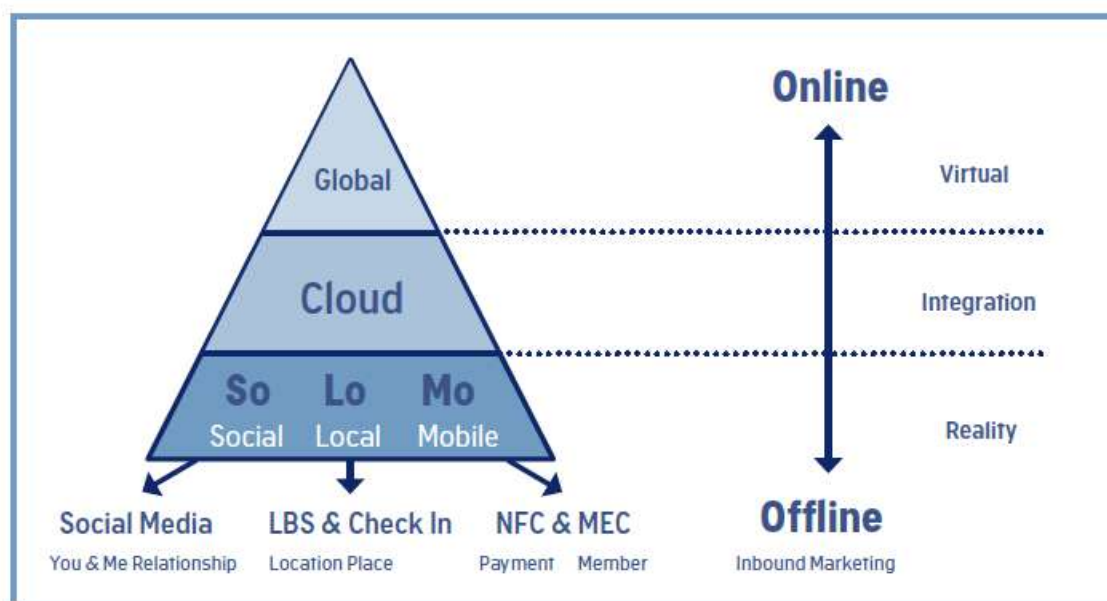 Online
Global
Virtual
Cloud
Integration
So Lo Mo
Social Local Mobile
Reality
Social Media LBS & Check In NFC & MEC
Offline
You & Me Relationship Location Place Payment Member
Inbound Marketing